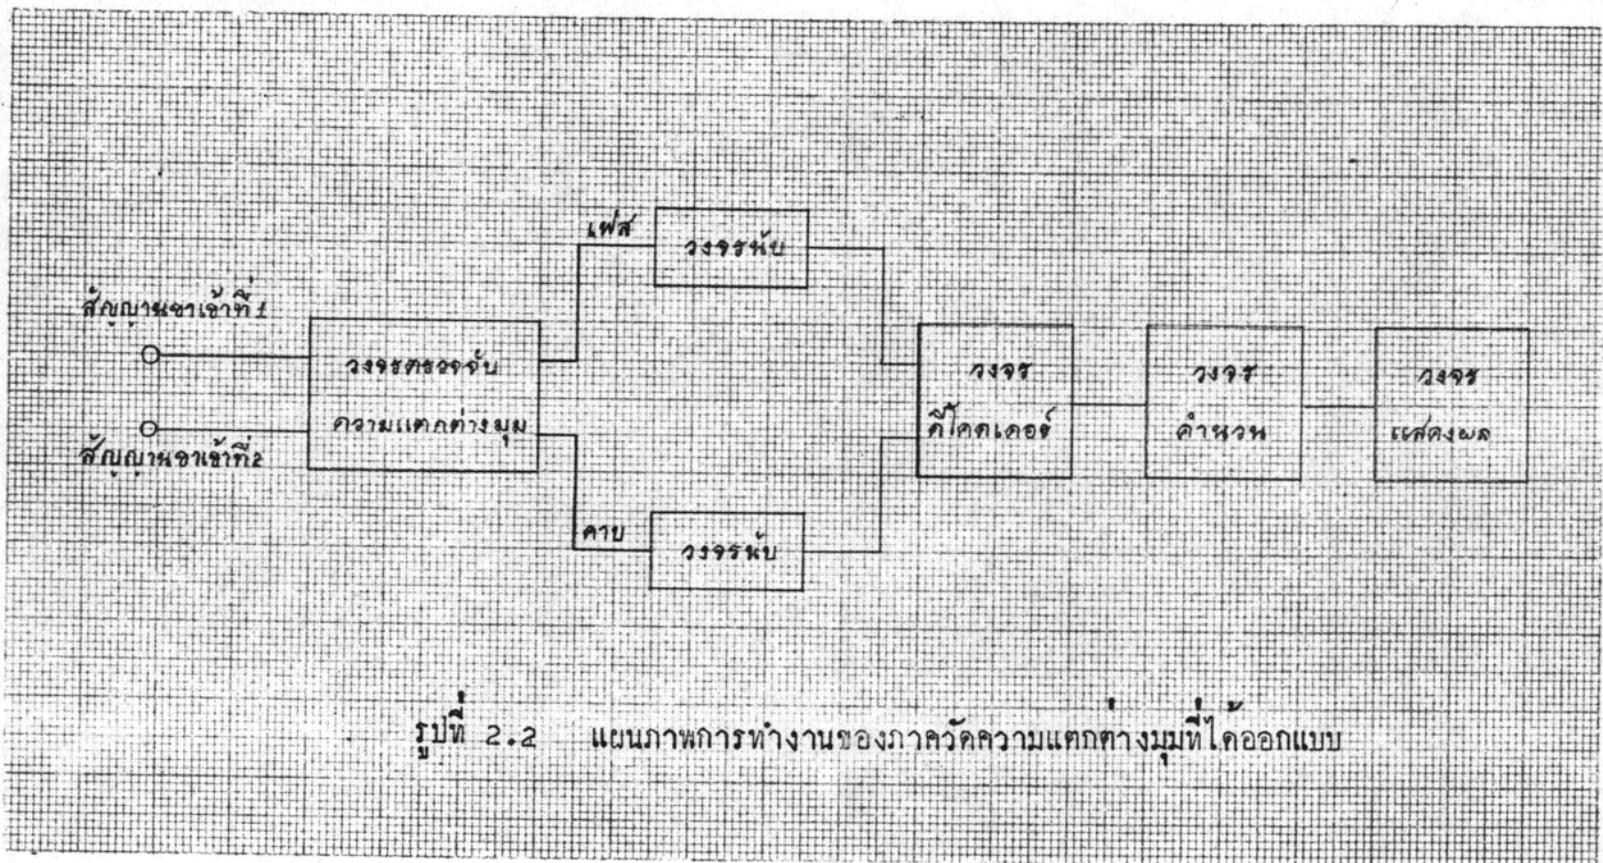 เฟส
วงจรนับ
สัญญานขาเข้าที่ 1
วงจรตรวจจับ
ความแตกต่างมุม
สัญญานขาเข้าที่ 2
คาบ
วงจรนับ
วงจร
ดีโคดเดอร์
วงจร
คำนวน
วงจร
แสดงผล
รูปที่ 2.2 แผนภาพการทำงานของภาควัดความแตกต่างมุมที่ได้ออกแบบ